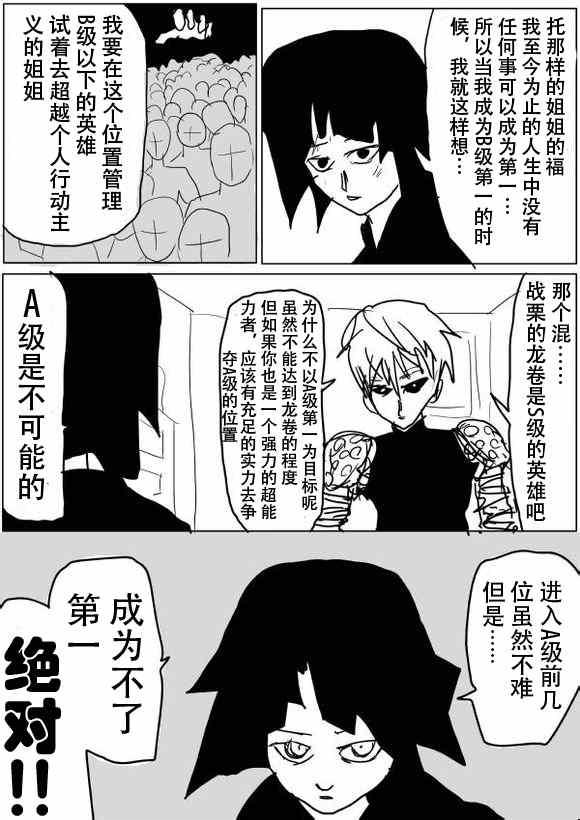 托那样的姐姐的福
我至今为止的人生中没有
任何事可以成为第一…
所以当我成为B级第一的时
候，我就这样想…
我要在这个位置管理
B级以下的英雄
试着去超越个人行动主
义的姐姐
那个混……
战栗的龙卷是S级的英雄吧
为什么不以A级第一为目标呢
虽然不能达到龙卷的程度
但如果你也是一个强力的超能
力者，应该有充足的实力去争
夺A级的位置
A级是不可能的
进入A级前几
位虽然不难
但是……
成为不了
第一
绝对!!